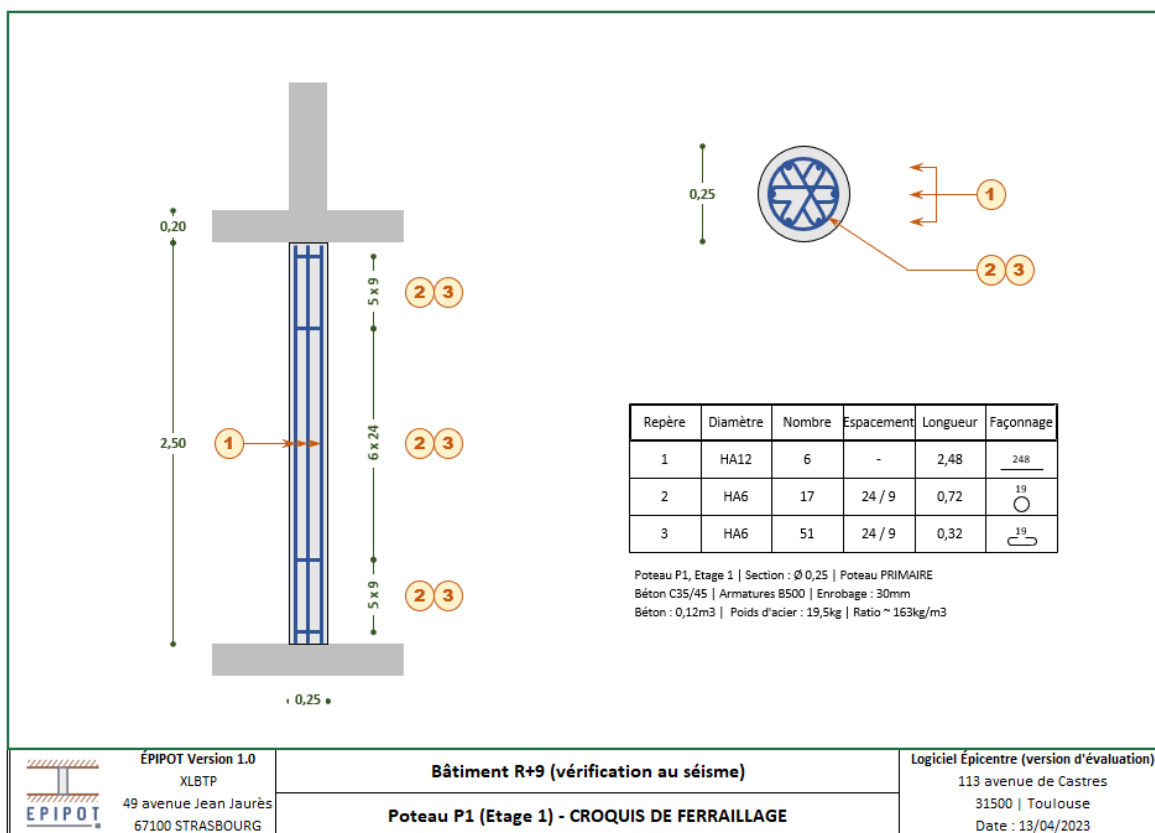 0,20
2,50
1
5 x 9
2 3
6 x 24
2 3
5 x 9
2 3
0,25
0,25
1
2 3
Repère Diamètre Nombre Espacement Longueur Façonnage
1 HA12 6 - 2,48 248
2 HA6 17 24 / 9 0,72 19
3 HA6 51 24 / 9 0,32 19
Poteau P1, Etage 1 | Section : Ø 0,25 | Poteau PRIMAIRE
Béton C35/45 | Armatures B500 | Enrobage : 30mm
Béton : 0,12m3 | Poids d'acier : 19,5kg | Ratio ~ 163kg/m3
EPIPOT
ÉPIPOT Version 1.0
XLBTP
49 avenue Jean Jaurès
67100 STRASBOURG
Bâtiment R+9 (vérification au séisme)
Poteau P1 (Etage 1) - CROQUIS DE FERRAILLAGE
Logiciel Épicentre (version d'évaluation)
113 avenue de Castres
31500 | Toulouse
Date : 13/04/2023